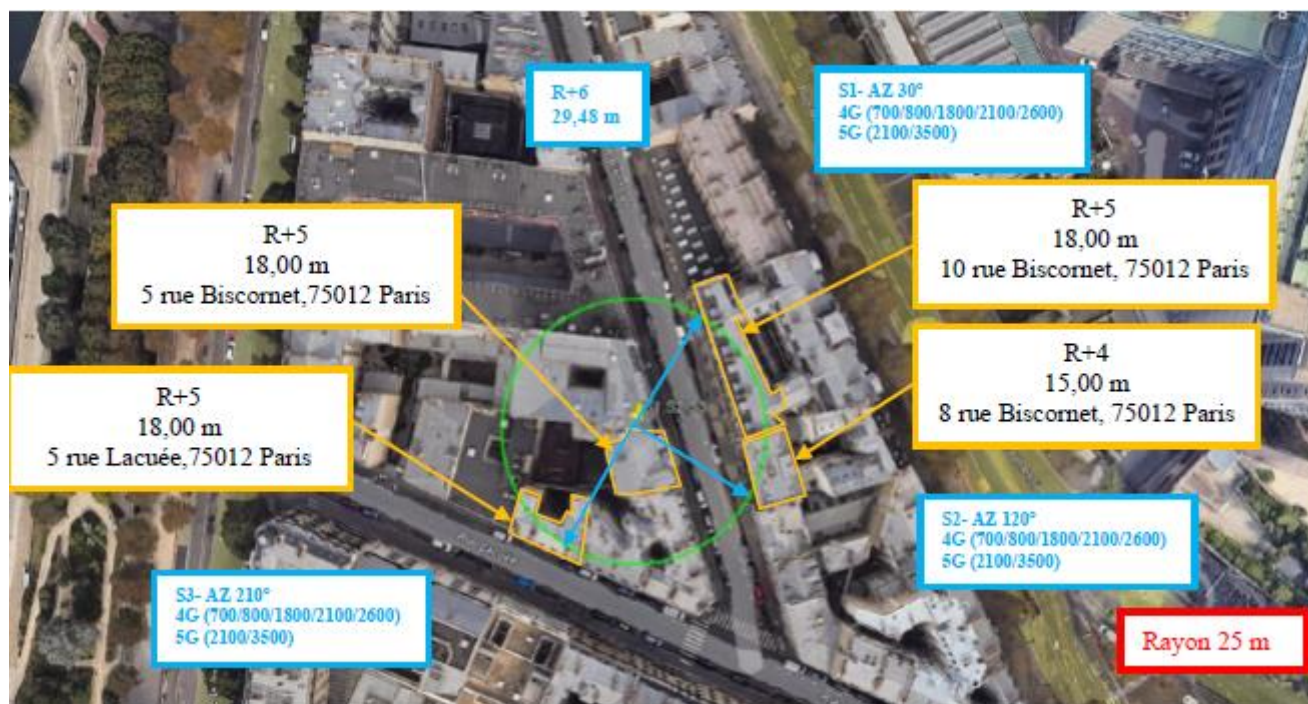 R+6
29,48 m
S1- AZ 30°
4G (700/800/1800/2100/2600)
5G (2100/3500)
R+5
18,00 m
5 rue Biscornet,75012 Paris
R+5
18,00 m
10 rue Biscornet, 75012 Paris
R+5
18,00 m
5 rue Lacuée,75012 Paris
R+4
15,00 m
8 rue Biscornet, 75012 Paris
S3- AZ 210°
4G (700/800/1800/2100/2600)
5G (2100/3500)
S2- AZ 120°
4G (700/800/1800/2100/2600)
5G (2100/3500)
Rayon 25 m